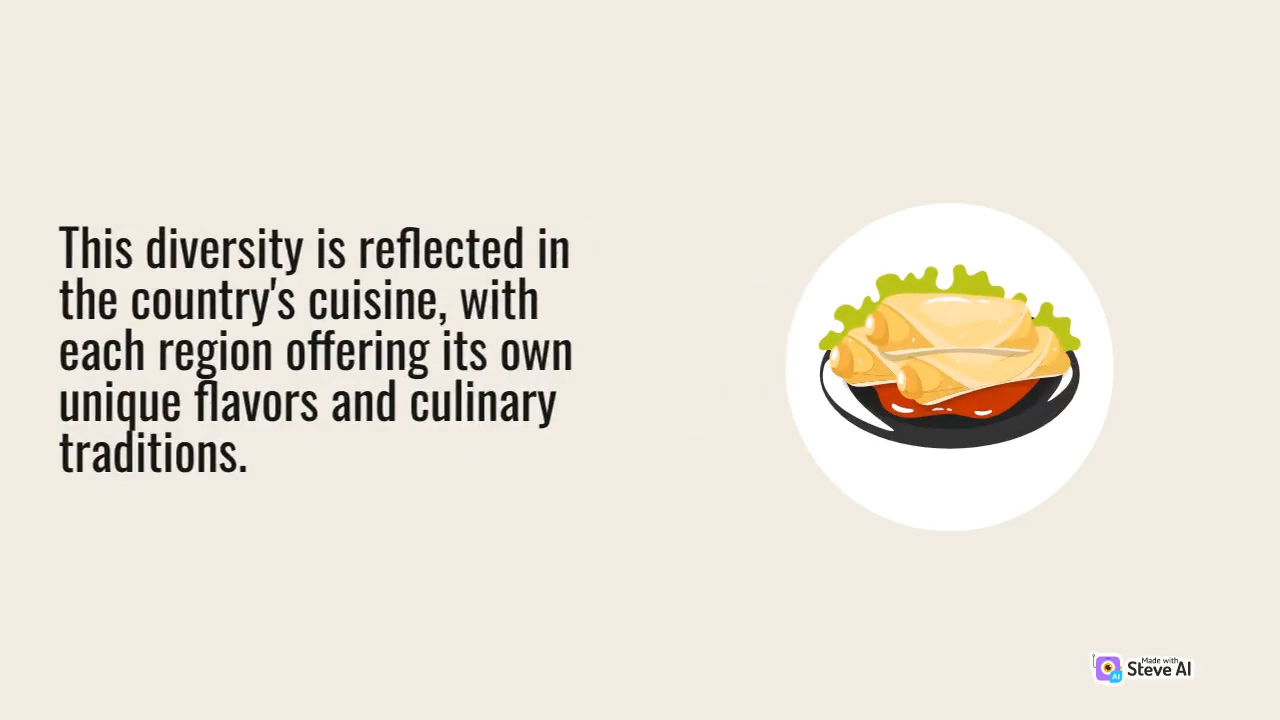 This diversity is reflected in
the country's cuisine, with
each region offering its own
unique flavors and culinary
traditions.
Made with
Steve AI
AI